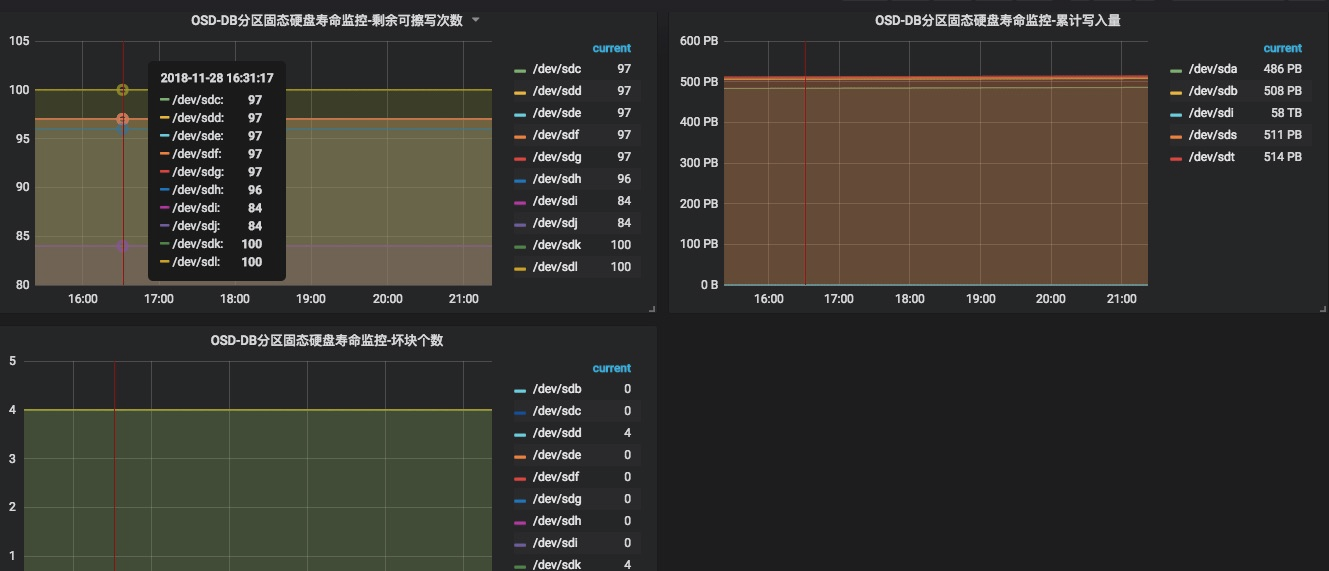 OSD-DB分区固态硬盘寿命监控-剩余可擦写次数
105
100
95
90
85
80
16:00 17:00 18:00 19:00 20:00 21:00
2018-11-28 16:31:17
/dev/sdc: 97
/dev/sdd: 97
/dev/sde: 97
/dev/sdf: 97
/dev/sdg: 97
/dev/sdh: 96
/dev/sdi: 84
/dev/sdj: 84
/dev/sdk: 100
/dev/sdl: 100
current
/dev/sdc 97
/dev/sdd 97
/dev/sde 97
/dev/sdf 97
/dev/sdg 97
/dev/sdh 96
/dev/sdi 84
/dev/sdj 84
/dev/sdk 100
/dev/sdl 100
OSD-DB分区固态硬盘寿命监控-累计写入量
600 PB
500 PB
400 PB
300 PB
200 PB
100 PB
0 B
16:00 17:00 18:00 19:00 20:00 21:00
current
/dev/sda 486 PB
/dev/sdb 508 PB
/dev/sdi 58 TB
/dev/sds 511 PB
/dev/sdt 514 PB
OSD-DB分区固态硬盘寿命监控-坏块个数
5
4
3
2
1
current
/dev/sdb 0
/dev/sdc 0
/dev/sdd 4
/dev/sde 0
/dev/sdf 0
/dev/sdg 0
/dev/sdh 0
/dev/sdi 0
/dev/sdk 4